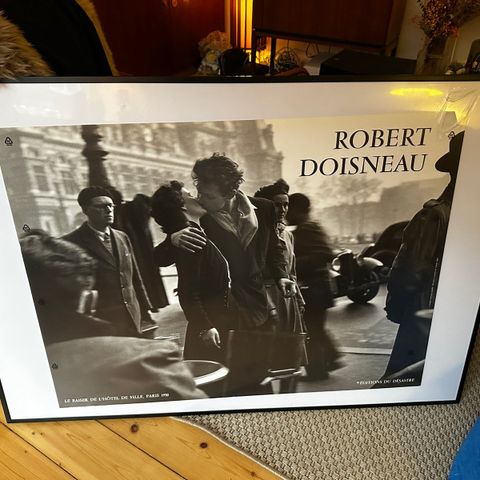 ROBERT
DOISNEAU
LE BAISER DE L'HÔTEL DE VILLE, PARIS 1950
ÉDITIONS DU DÉSASTRE